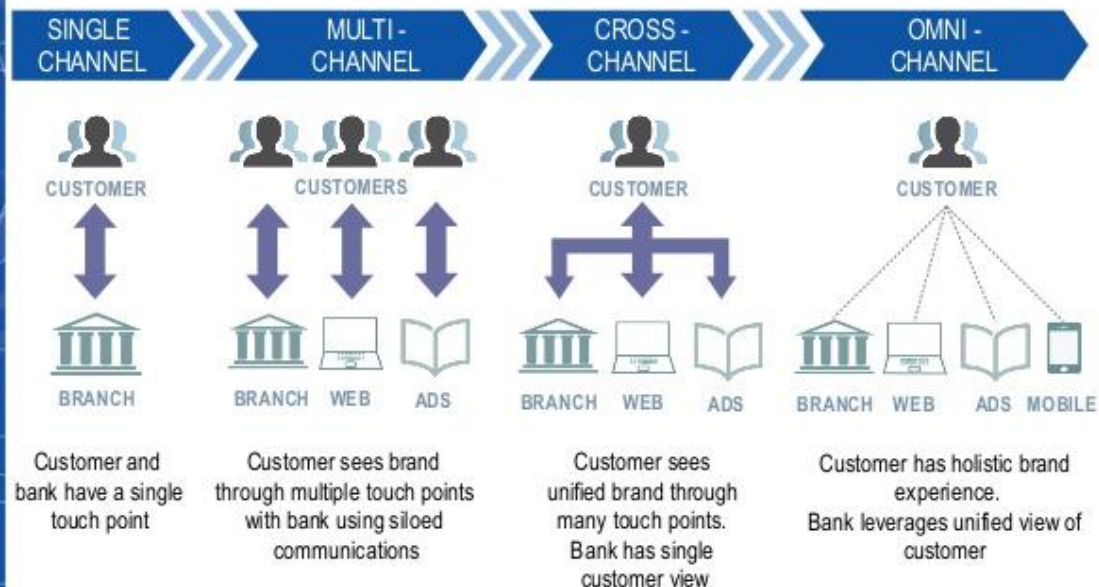 SINGLE
CHANNEL
MULTI -
CHANNEL
CROSS -
CHANNEL
OMNI -
CHANNEL
CUSTOMER
CUSTOMERS
CUSTOMER
CUSTOMER
BRANCH
BRANCH WEB ADS
BRANCH WEB ADS
BRANCH WEB ADS MOBILE
Customer and
bank have a single
touch point
Customer sees brand
through multiple touch points
with bank using siloed
communications
Customer sees
unified brand through
many touch points.
Bank has single
customer view
Customer has holistic brand
experience.
Bank leverages unified view of
customer